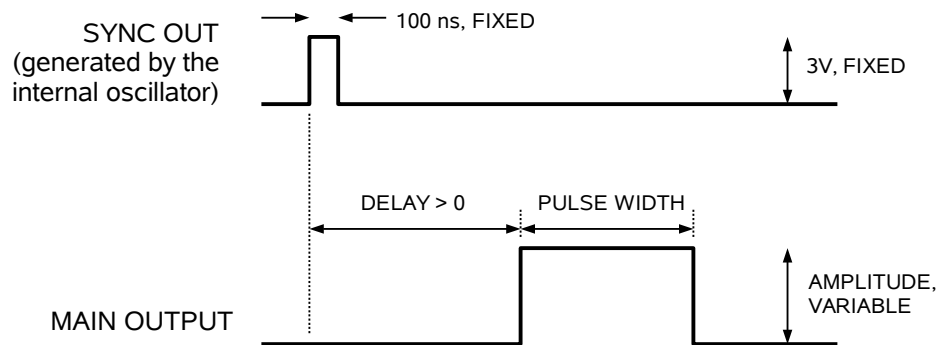 100 ns, FIXED
SYNC OUT
(generated by the
internal oscillator)
3V, FIXED
DELAY > 0
PULSE WIDTH
AMPLITUDE,
VARIABLE
MAIN OUTPUT